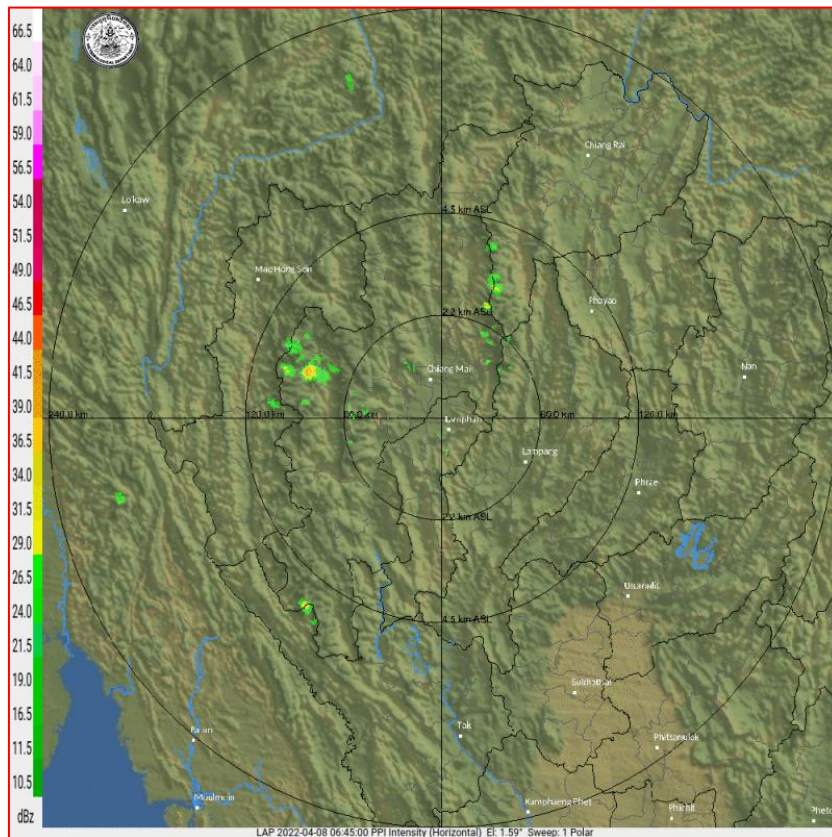 66.5
64.0
61.5
59.0
56.5
54.0
51.5
49.0
46.5
44.0
41.5
39.0
36.5
34.0
31.5
29.0
26.5
24.0
21.5
19.0
16.5
14.0
11.5
10.5
dBz
Chiang Rai
Loikaw
4.5 km ASL
Mae Hong Son
Phayao
2.2 km ASL
Nan
Chiang Mai
240.0 km
120.0 km
60.0 km
120.0 km
Lamphun
Lampang
Phrae
2.2 km ASL
Uttaradit
4.5 km ASL
Sukhothai
Pa'an
Tak
Phitsanulok
Moulmein
Kamphaeng Phet
Phichit
LAP 2022-04-08 06:45:00 PPI Intensity (Horizontal) El: 1.59° Sweep: 1 Polar